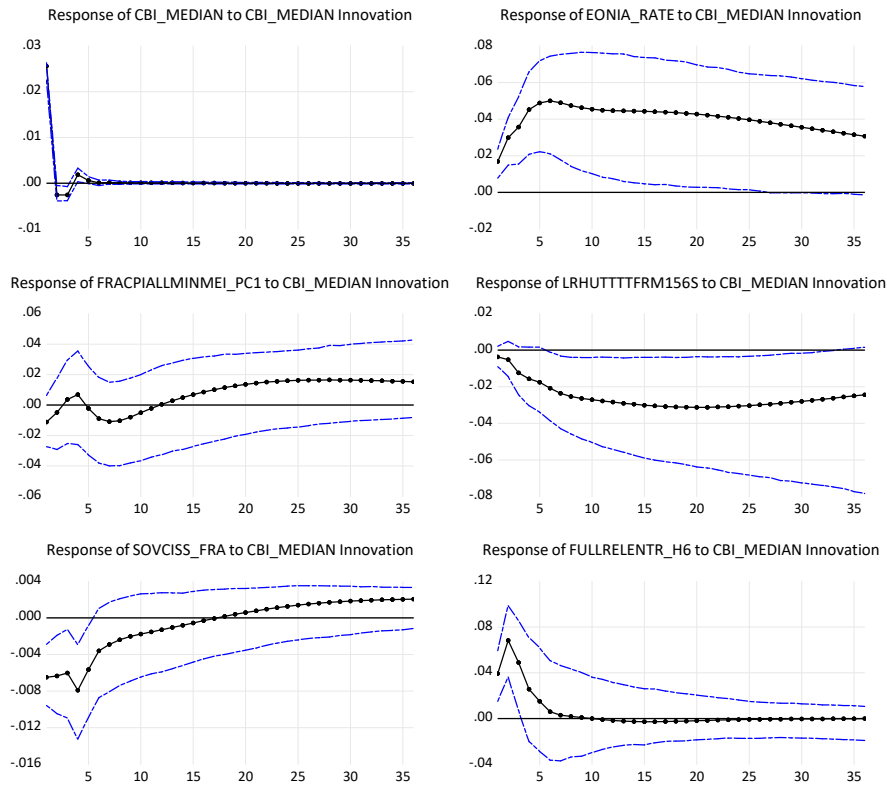 Response of CBI_MEDIAN to CBI_MEDIAN Innovation
.03
.02
.01
.00
-.01
5 10 15 20 25 30 35
Response of EONIA_RATE to CBI_MEDIAN Innovation
.08
.06
.04
.02
.00
-.02
5 10 15 20 25 30 35
Response of FRACPIALLMINMEI_PC1 to CBI_MEDIAN Innovation
.06
.04
.02
.00
-.02
-.04
-.06
5 10 15 20 25 30 35
Response of LRHUTTTTFRM156S to CBI_MEDIAN Innovation
.02
.00
-.02
-.04
-.06
-.08
5 10 15 20 25 30 35
Response of SOVCISS_FRA to CBI_MEDIAN Innovation
.004
.000
-.004
-.008
-.012
-.016
5 10 15 20 25 30 35
Response of FULLRELENTR_H6 to CBI_MEDIAN Innovation
.12
.08
.04
.00
-.04
5 10 15 20 25 30 35